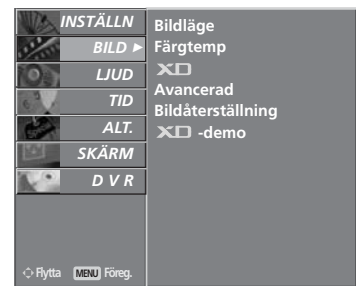 INSTÄLLN
BILD
LJUD
TID
ALT.
SKÄRM
D V R
Flytta MENU Föreg.
Bildläge
Färgtemp
XD
Avancerad
Bildåterställning
XD -demo